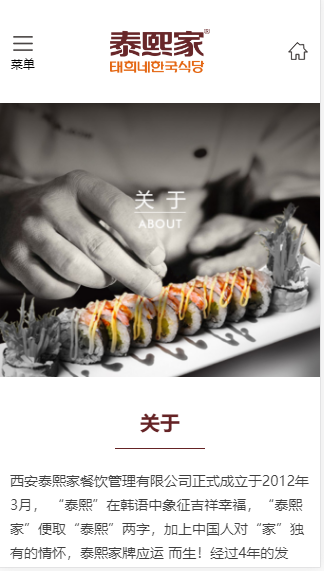 泰熙家®
태희네한국식당
菜单
关于
ABOUT
关于
西安泰熙家餐饮管理有限公司正式成立于2012年
3月， “泰熙”在韩语中象征吉祥幸福，“泰熙
家”便取“泰熙”两字，加上中国人对“家”独
有的情怀，泰熙家牌应运 而生！经过4年的发